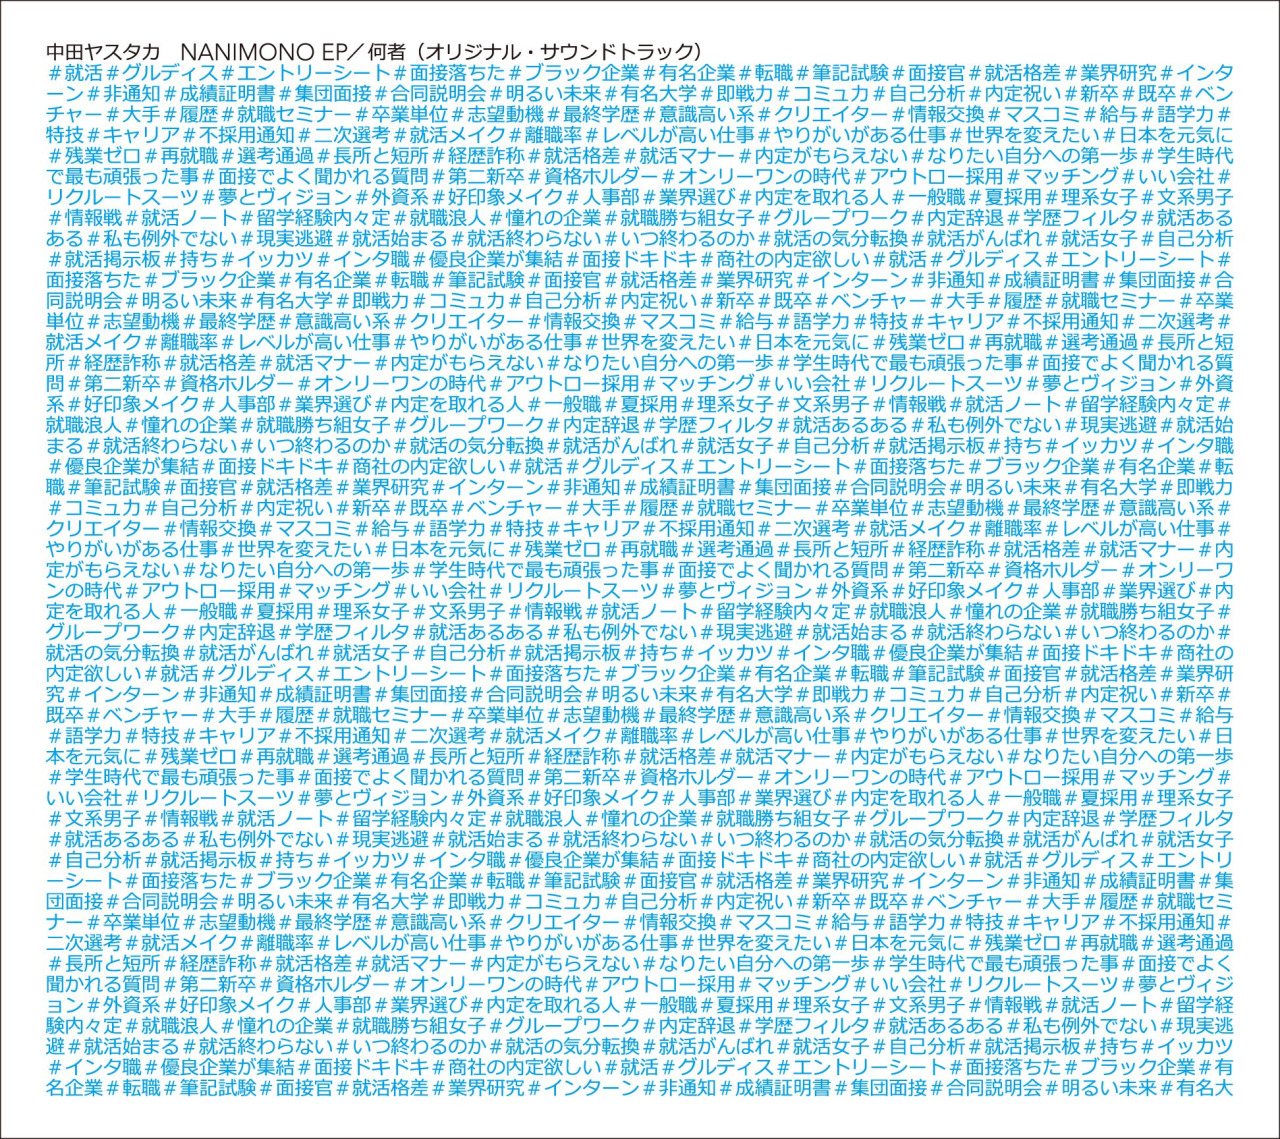 中田ヤスタカ　NANIMONO EP／何者（オリジナル・サウンドトラック）
＃就活＃グルディス＃エントリーシート＃面接落ちた＃ブラック企業＃有名企業＃転職＃筆記試験＃面接官＃就活格差＃業界研究＃インタ
ーン＃非通知＃成績証明書＃集団面接＃合同説明会＃明るい未来＃有名大学＃即戦力＃コミュカ＃自己分析＃内定祝い＃新卒＃既卒＃ベン
チャー＃大手＃履歴＃就職セミナー＃卒業単位＃志望動機＃最終学歴＃意識高い系＃クリエイター＃情報交換＃マスコミ＃給与＃語学力＃
特技＃キャリア＃不採用通知＃二次選考＃就活メイク＃離職率＃レベルが高い仕事＃やりがいがある仕事＃世界を変えたい＃日本を元気に
＃残業ゼロ＃再就職＃選考通過＃長所と短所＃経歴詐称＃就活格差＃就活マナー＃内定がもらえない＃なりたい自分への第一歩＃学生時代
で最も頑張った事＃面接でよく聞かれる質問＃第二新卒＃資格ホルダー＃オンリーワンの時代＃アウトロー採用＃マッチング＃いい会社＃
リクルートスーツ＃夢とヴィジョン＃外資系＃好印象メイク＃人事部＃業界選び＃内定を取れる人＃一般職＃夏採用＃理系女子＃文系男子
＃情報戦＃就活ノート＃留学経験内々定＃就職浪人＃憧れの企業＃就職勝ち組女子＃グループワーク＃内定辞退＃学歴フィルタ＃就活ある
ある＃私も例外でない＃現実逃避＃就活始まる＃就活終わらない＃いつ終わるのか＃就活の気分転換＃就活がんばれ＃就活女子＃自己分析
＃就活掲示板＃持ち＃イッカツ＃インタ職＃優良企業が集結＃面接ドキドキ＃商社の内定欲しい＃就活＃グルディス＃エントリーシート＃
面接落ちた＃ブラック企業＃有名企業＃転職＃筆記試験＃面接官＃就活格差＃業界研究＃インターン＃非通知＃成績証明書＃集団面接＃合
同説明会＃明るい未来＃有名大学＃即戦力＃コミュカ＃自己分析＃内定祝い＃新卒＃既卒＃ベンチャー＃大手＃履歴＃就職セミナー＃卒業
単位＃志望動機＃最終学歴＃意識高い系＃クリエイター＃情報交換＃マスコミ＃給与＃語学力＃特技＃キャリア＃不採用通知＃二次選考＃
就活メイク＃離職率＃レベルが高い仕事＃やりがいがある仕事＃世界を変えたい＃日本を元気に＃残業ゼロ＃再就職＃選考通過＃長所と短
所＃経歴詐称＃就活格差＃就活マナー＃内定がもらえない＃なりたい自分への第一歩＃学生時代で最も頑張った事＃面接でよく聞かれる質
問＃第二新卒＃資格ホルダー＃オンリーワンの時代＃アウトロー採用＃マッチング＃いい会社＃リクルートスーツ＃夢とヴィジョン＃外資
系＃好印象メイク＃人事部＃業界選び＃内定を取れる人＃一般職＃夏採用＃理系女子＃文系男子＃情報戦＃就活ノート＃留学経験内々定＃
就職浪人＃憧れの企業＃就職勝ち組女子＃グループワーク＃内定辞退＃学歴フィルタ＃就活あるある＃私も例外でない＃現実逃避＃就活始
まる＃就活終わらない＃いつ終わるのか＃就活の気分転換＃就活がんばれ＃就活女子＃自己分析＃就活掲示板＃持ち＃イッカツ＃インタ職
＃優良企業が集結＃面接ドキドキ＃商社の内定欲しい＃就活＃グルディス＃エントリーシート＃面接落ちた＃ブラック企業＃有名企業＃転
職＃筆記試験＃面接官＃就活格差＃業界研究＃インターン＃非通知＃成績証明書＃集団面接＃合同説明会＃明るい未来＃有名大学＃即戦力
＃コミュカ＃自己分析＃内定祝い＃新卒＃既卒＃ベンチャー＃大手＃履歴＃就職セミナー＃卒業単位＃志望動機＃最終学歴＃意識高い系＃
クリエイター＃情報交換＃マスコミ＃給与＃語学力＃特技＃キャリア＃不採用通知＃二次選考＃就活メイク＃離職率＃レベルが高い仕事＃
やりがいがある仕事＃世界を変えたい＃日本を元気に＃残業ゼロ＃再就職＃選考通過＃長所と短所＃経歴詐称＃就活格差＃就活マナー＃内
定がもらえない＃なりたい自分への第一歩＃学生時代で最も頑張った事＃面接でよく聞かれる質問＃第二新卒＃資格ホルダー＃オンリーワ
ンの時代＃アウトロー採用＃マッチング＃いい会社＃リクルートスーツ＃夢とヴィジョン＃外資系＃好印象メイク＃人事部＃業界選び＃内
定を取れる人＃一般職＃夏採用＃理系女子＃文系男子＃情報戦＃就活ノート＃留学経験内々定＃就職浪人＃憧れの企業＃就職勝ち組女子＃
グループワーク＃内定辞退＃学歴フィルタ＃就活あるある＃私も例外でない＃現実逃避＃就活始まる＃就活終わらない＃いつ終わるのか＃
就活の気分転換＃就活がんばれ＃就活女子＃自己分析＃就活掲示板＃持ち＃イッカツ＃インタ職＃優良企業が集結＃面接ドキドキ＃商社の
内定欲しい＃就活＃グルディス＃エントリーシート＃面接落ちた＃ブラック企業＃有名企業＃転職＃筆記試験＃面接官＃就活格差＃業界研
究＃インターン＃非通知＃成績証明書＃集団面接＃合同説明会＃明るい未来＃有名大学＃即戦力＃コミュカ＃自己分析＃内定祝い＃新卒＃
既卒＃ベンチャー＃大手＃履歴＃就職セミナー＃卒業単位＃志望動機＃最終学歴＃意識高い系＃クリエイター＃情報交換＃マスコミ＃給与
＃語学力＃特技＃キャリア＃不採用通知＃二次選考＃就活メイク＃離職率＃レベルが高い仕事＃やりがいがある仕事＃世界を変えたい＃日
本を元気に＃残業ゼロ＃再就職＃選考通過＃長所と短所＃経歴詐称＃就活格差＃就活マナー＃内定がもらえない＃なりたい自分への第一歩
＃学生時代で最も頑張った事＃面接でよく聞かれる質問＃第二新卒＃資格ホルダー＃オンリーワンの時代＃アウトロー採用＃マッチング＃
いい会社＃リクルートスーツ＃夢とヴィジョン＃外資系＃好印象メイク＃人事部＃業界選び＃内定を取れる人＃一般職＃夏採用＃理系女子
＃文系男子＃情報戦＃就活ノート＃留学経験内々定＃就職浪人＃憧れの企業＃就職勝ち組女子＃グループワーク＃内定辞退＃学歴フィルタ
＃就活あるある＃私も例外でない＃現実逃避＃就活始まる＃就活終わらない＃いつ終わるのか＃就活の気分転換＃就活がんばれ＃就活女子
＃自己分析＃就活掲示板＃持ち＃イッカツ＃インタ職＃優良企業が集結＃面接ドキドキ＃商社の内定欲しい＃就活＃グルディス＃エントリ
ーシート＃面接落ちた＃ブラック企業＃有名企業＃転職＃筆記試験＃面接官＃就活格差＃業界研究＃インターン＃非通知＃成績証明書＃集
団面接＃合同説明会＃明るい未来＃有名大学＃即戦力＃コミュカ＃自己分析＃内定祝い＃新卒＃既卒＃ベンチャー＃大手＃履歴＃就職セミ
ナー＃卒業単位＃志望動機＃最終学歴＃意識高い系＃クリエイター＃情報交換＃マスコミ＃給与＃語学力＃特技＃キャリア＃不採用通知＃
二次選考＃就活メイク＃離職率＃レベルが高い仕事＃やりがいがある仕事＃世界を変えたい＃日本を元気に＃残業ゼロ＃再就職＃選考通過
＃長所と短所＃経歴詐称＃就活格差＃就活マナー＃内定がもらえない＃なりたい自分への第一歩＃学生時代で最も頑張った事＃面接でよく
聞かれる質問＃第二新卒＃資格ホルダー＃オンリーワンの時代＃アウトロー採用＃マッチング＃いい会社＃リクルートスーツ＃夢とヴィジ
ョン＃外資系＃好印象メイク＃人事部＃業界選び＃内定を取れる人＃一般職＃夏採用＃理系女子＃文系男子＃情報戦＃就活ノート＃留学経
験内々定＃就職浪人＃憧れの企業＃就職勝ち組女子＃グループワーク＃内定辞退＃学歴フィルタ＃就活あるある＃私も例外でない＃現実逃
避＃就活始まる＃就活終わらない＃いつ終わるのか＃就活の気分転換＃就活がんばれ＃就活女子＃自己分析＃就活掲示板＃持ち＃イッカツ
＃インタ職＃優良企業が集結＃面接ドキドキ＃商社の内定欲しい＃就活＃グルディス＃エントリーシート＃面接落ちた＃ブラック企業＃有
名企業＃転職＃筆記試験＃面接官＃就活格差＃業界研究＃インターン＃非通知＃成績証明書＃集団面接＃合同説明会＃明るい未来＃有名大